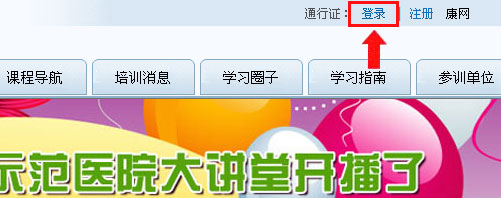 通行证： 登录 | 注册 康网
课程导航 培训消息 学习圈子 学习指南 参训单位
示范医院大讲堂开播了